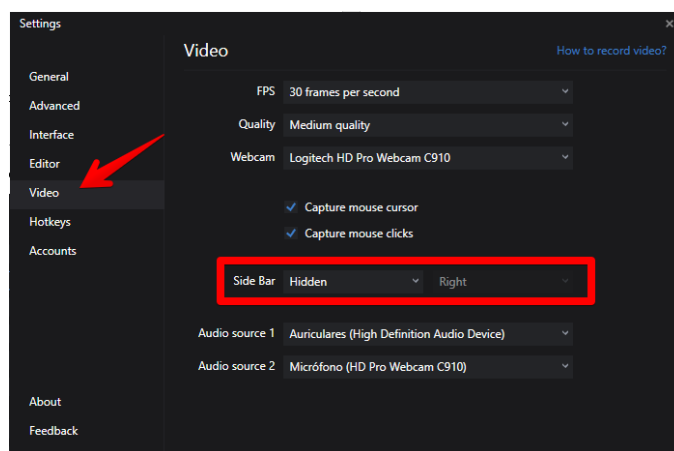 Settings
Video
How to record video?
General
Advanced
Interface
Editor
Video
Hotkeys
Accounts
About
Feedback
FPS 30 frames per second
Quality Medium quality
Webcam Logitech HD Pro Webcam C910
Capture mouse cursor
Capture mouse clicks
Side Bar Hidden Right
Audio source 1 Auriculares (High Definition Audio Device)
Audio source 2 Micrófono (HD Pro Webcam C910)